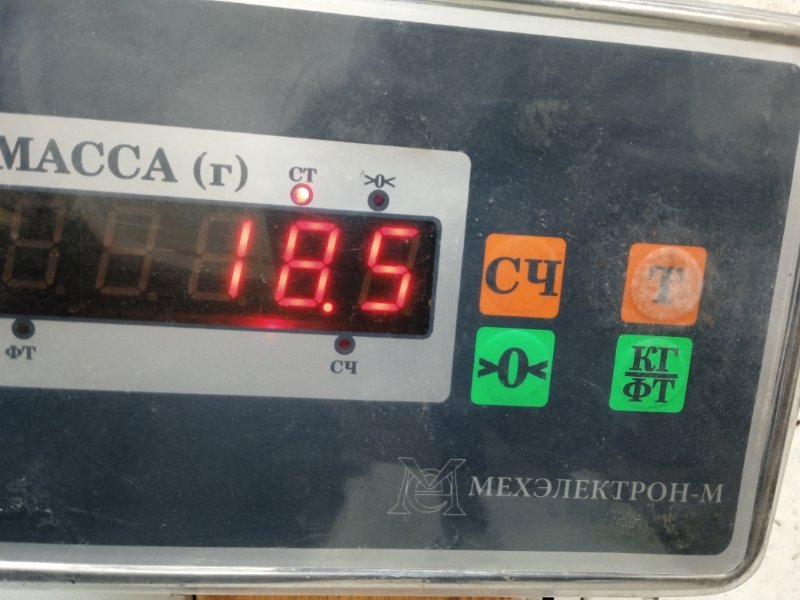 МАССА (г)
СТ
>0<
18.5
ФТ
СЧ
СЧ
Т
>0<
КГ
ФТ
МЕХЭЛЕКТРОН-М